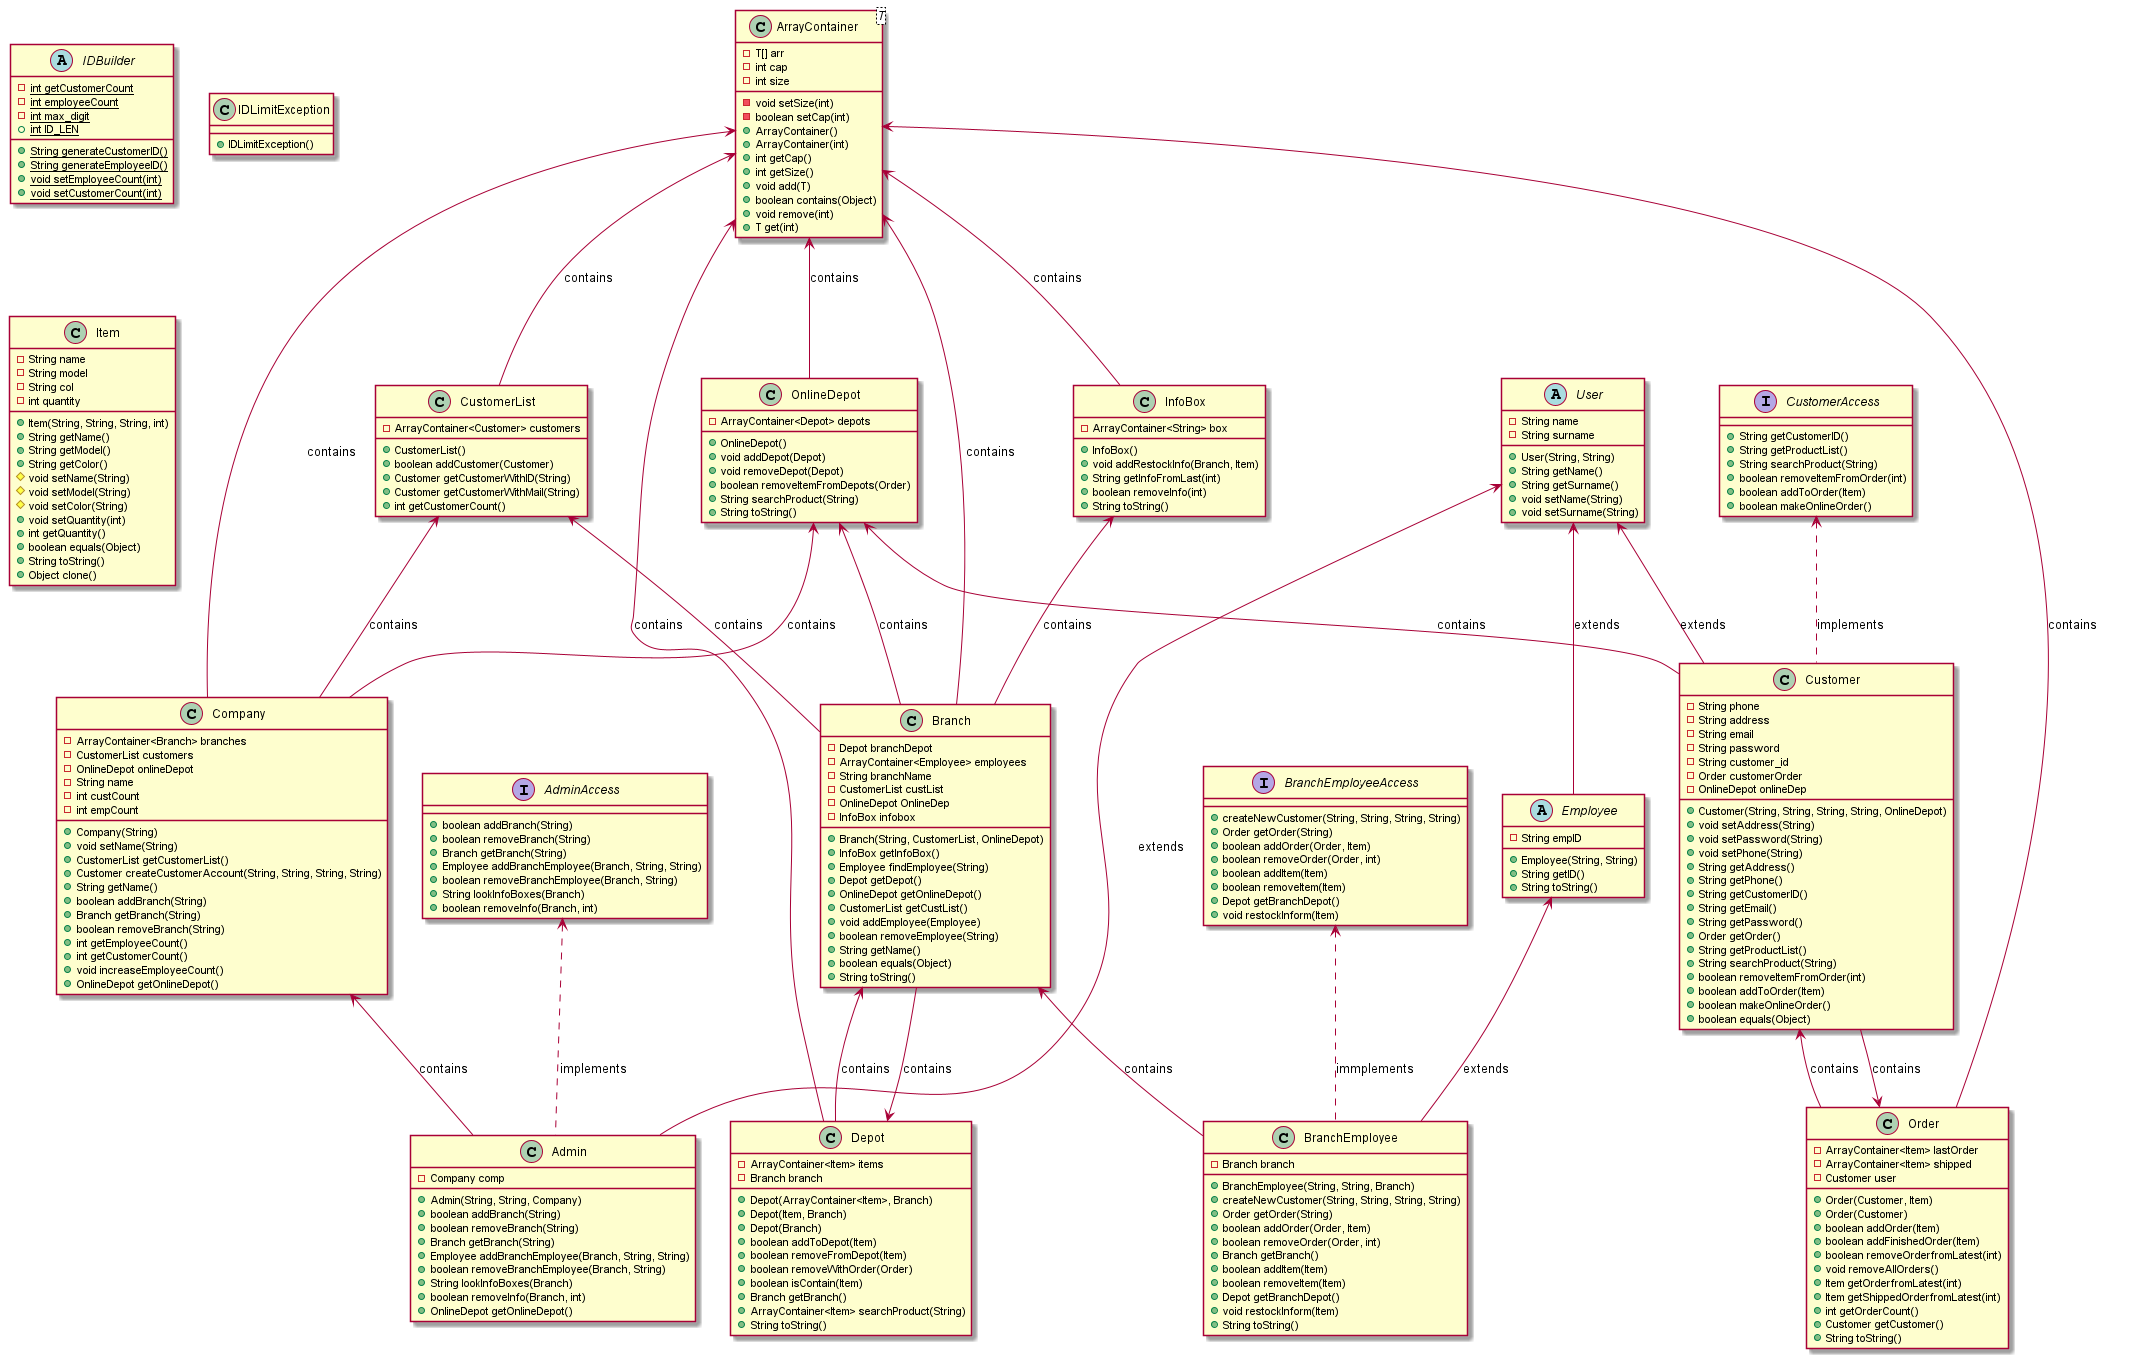 A IDBuilder
int getCustomerCount
int employeeCount
int max_digit
int ID_LEN
String generateCustomerID()
String generateEmployeeID()
void setEmployeeCount(int)
void setCustomerCount(int)
C IDLimitException
IDLimitException()
C ArrayContainer
T
T[] arr
int cap
int size
void setSize(int)
boolean setCap(int)
ArrayContainer()
ArrayContainer(int)
int getCap()
int getSize()
void add(T)
boolean contains(Object)
void remove(int)
T get(int)
contains
contains
contains
C Item
String name
String model
String col
int quantity
Item(String, String, String, int)
String getName()
String getModel()
String getColor()
void setName(String)
void setModel(String)
void setColor(String)
void setQuantity(int)
int getQuantity()
boolean equals(Object)
String toString()
Object clone()
contains
C CustomerList
ArrayContainer<Customer> customers
CustomerList()
boolean addCustomer(Customer)
Customer getCustomerWithID(String)
Customer getCustomerWithMail(String)
int getCustomerCount()
C OnlineDepot
ArrayContainer<Depot> depots
OnlineDepot()
void addDepot(Depot)
void removeDepot(Depot)
boolean removeItemFromDepots(Order)
String searchProduct(String)
String toString()
contains
C InfoBox
ArrayContainer<String> box
InfoBox()
void addRestockInfo(Branch, Item)
String getInfoFromLast(int)
boolean removeInfo(int)
String toString()
A User
String name
String surname
User(String, String)
String getName()
String getSurname()
void setName(String)
void setSurname(String)
I CustomerAccess
String getCustomerID()
String getProductList()
String searchProduct(String)
boolean removeItemFromOrder(int)
boolean addToOrder(Item)
boolean makeOnlineOrder()
contains
contains
contains
contains
contains
contains
contains
extends
extends
implements
contains
C Company
ArrayContainer<Branch> branches
CustomerList customers
OnlineDepot onlineDepot
String name
int custCount
int empCount
Company(String)
void setName(String)
CustomerList getCustomerList()
Customer createCustomerAccount(String, String, String, String)
String getName()
boolean addBranch(String)
Branch getBranch(String)
boolean removeBranch(String)
int getEmployeeCount()
int getCustomerCount()
void increaseEmployeeCount()
OnlineDepot getOnlineDepot()
I AdminAccess
boolean addBranch(String)
boolean removeBranch(String)
Branch getBranch(String)
Employee addBranchEmployee(Branch, String, String)
boolean removeBranchEmployee(Branch, String)
String lookInfoBoxes(Branch)
boolean removeInfo(Branch, int)
C Branch
Depot branchDepot
ArrayContainer<Employee> employees
String branchName
CustomerList custList
OnlineDepot OnlineDep
InfoBox infobox
Branch(String, CustomerList, OnlineDepot)
InfoBox getInfoBox()
Employee findEmployee(String)
Depot getDepot()
OnlineDepot getOnlineDepot()
CustomerList getCustList()
void addEmployee(Employee)
boolean removeEmployee(String)
String getName()
boolean equals(Object)
String toString()
extends
I BranchEmployeeAccess
createNewCustomer(String, String, String, String)
Order getOrder(String)
boolean addOrder(Order, Item)
boolean removeOrder(Order, int)
boolean addItem(Item)
boolean removeItem(Item)
Depot getBranchDepot()
void restockInform(Item)
A Employee
String empID
Employee(String, String)
String getID()
String toString()
C Customer
String phone
String address
String email
String password
String customer_id
Order customerOrder
OnlineDepot onlineDep
Customer(String, String, String, String, OnlineDepot)
void setAddress(String)
void setPassword(String)
void setPhone(String)
String getAddress()
String getPhone()
String getCustomerID()
String getEmail()
String getPassword()
Order getOrder()
String getProductList()
String searchProduct(String)
boolean removeItemFromOrder(int)
boolean addToOrder(Item)
boolean makeOnlineOrder()
boolean equals(Object)
contains
implements
contains
contains
contains
immplements
extends
contains
contains
C Admin
Company comp
Admin(String, String, Company)
boolean addBranch(String)
boolean removeBranch(String)
Branch getBranch(String)
Employee addBranchEmployee(Branch, String, String)
boolean removeBranchEmployee(Branch, String)
String lookInfoBoxes(Branch)
boolean removeInfo(Branch, int)
OnlineDepot getOnlineDepot()
C Depot
ArrayContainer<Item> items
Branch branch
Depot(ArrayContainer<Item>, Branch)
Depot(Item, Branch)
Depot(Branch)
boolean addToDepot(Item)
boolean removeFromDepot(Item)
boolean removeWithOrder(Order)
boolean isContain(Item)
Branch getBranch()
ArrayContainer<Item> searchProduct(String)
String toString()
C BranchEmployee
Branch branch
BranchEmployee(String, String, Branch)
createNewCustomer(String, String, String, String)
Order getOrder(String)
boolean addOrder(Order, Item)
boolean removeOrder(Order, int)
Branch getBranch()
boolean addItem(Item)
boolean removeItem(Item)
Depot getBranchDepot()
void restockInform(Item)
String toString()
C Order
ArrayContainer<Item> lastOrder
ArrayContainer<Item> shipped
Customer user
Order(Customer, Item)
Order(Customer)
boolean addOrder(Item)
boolean addFinishedOrder(Item)
boolean removeOrderfromLatest(int)
void removeAllOrders()
Item getOrderfromLatest(int)
Item getShippedOrderfromLatest(int)
int getOrderCount()
Customer getCustomer()
String toString()